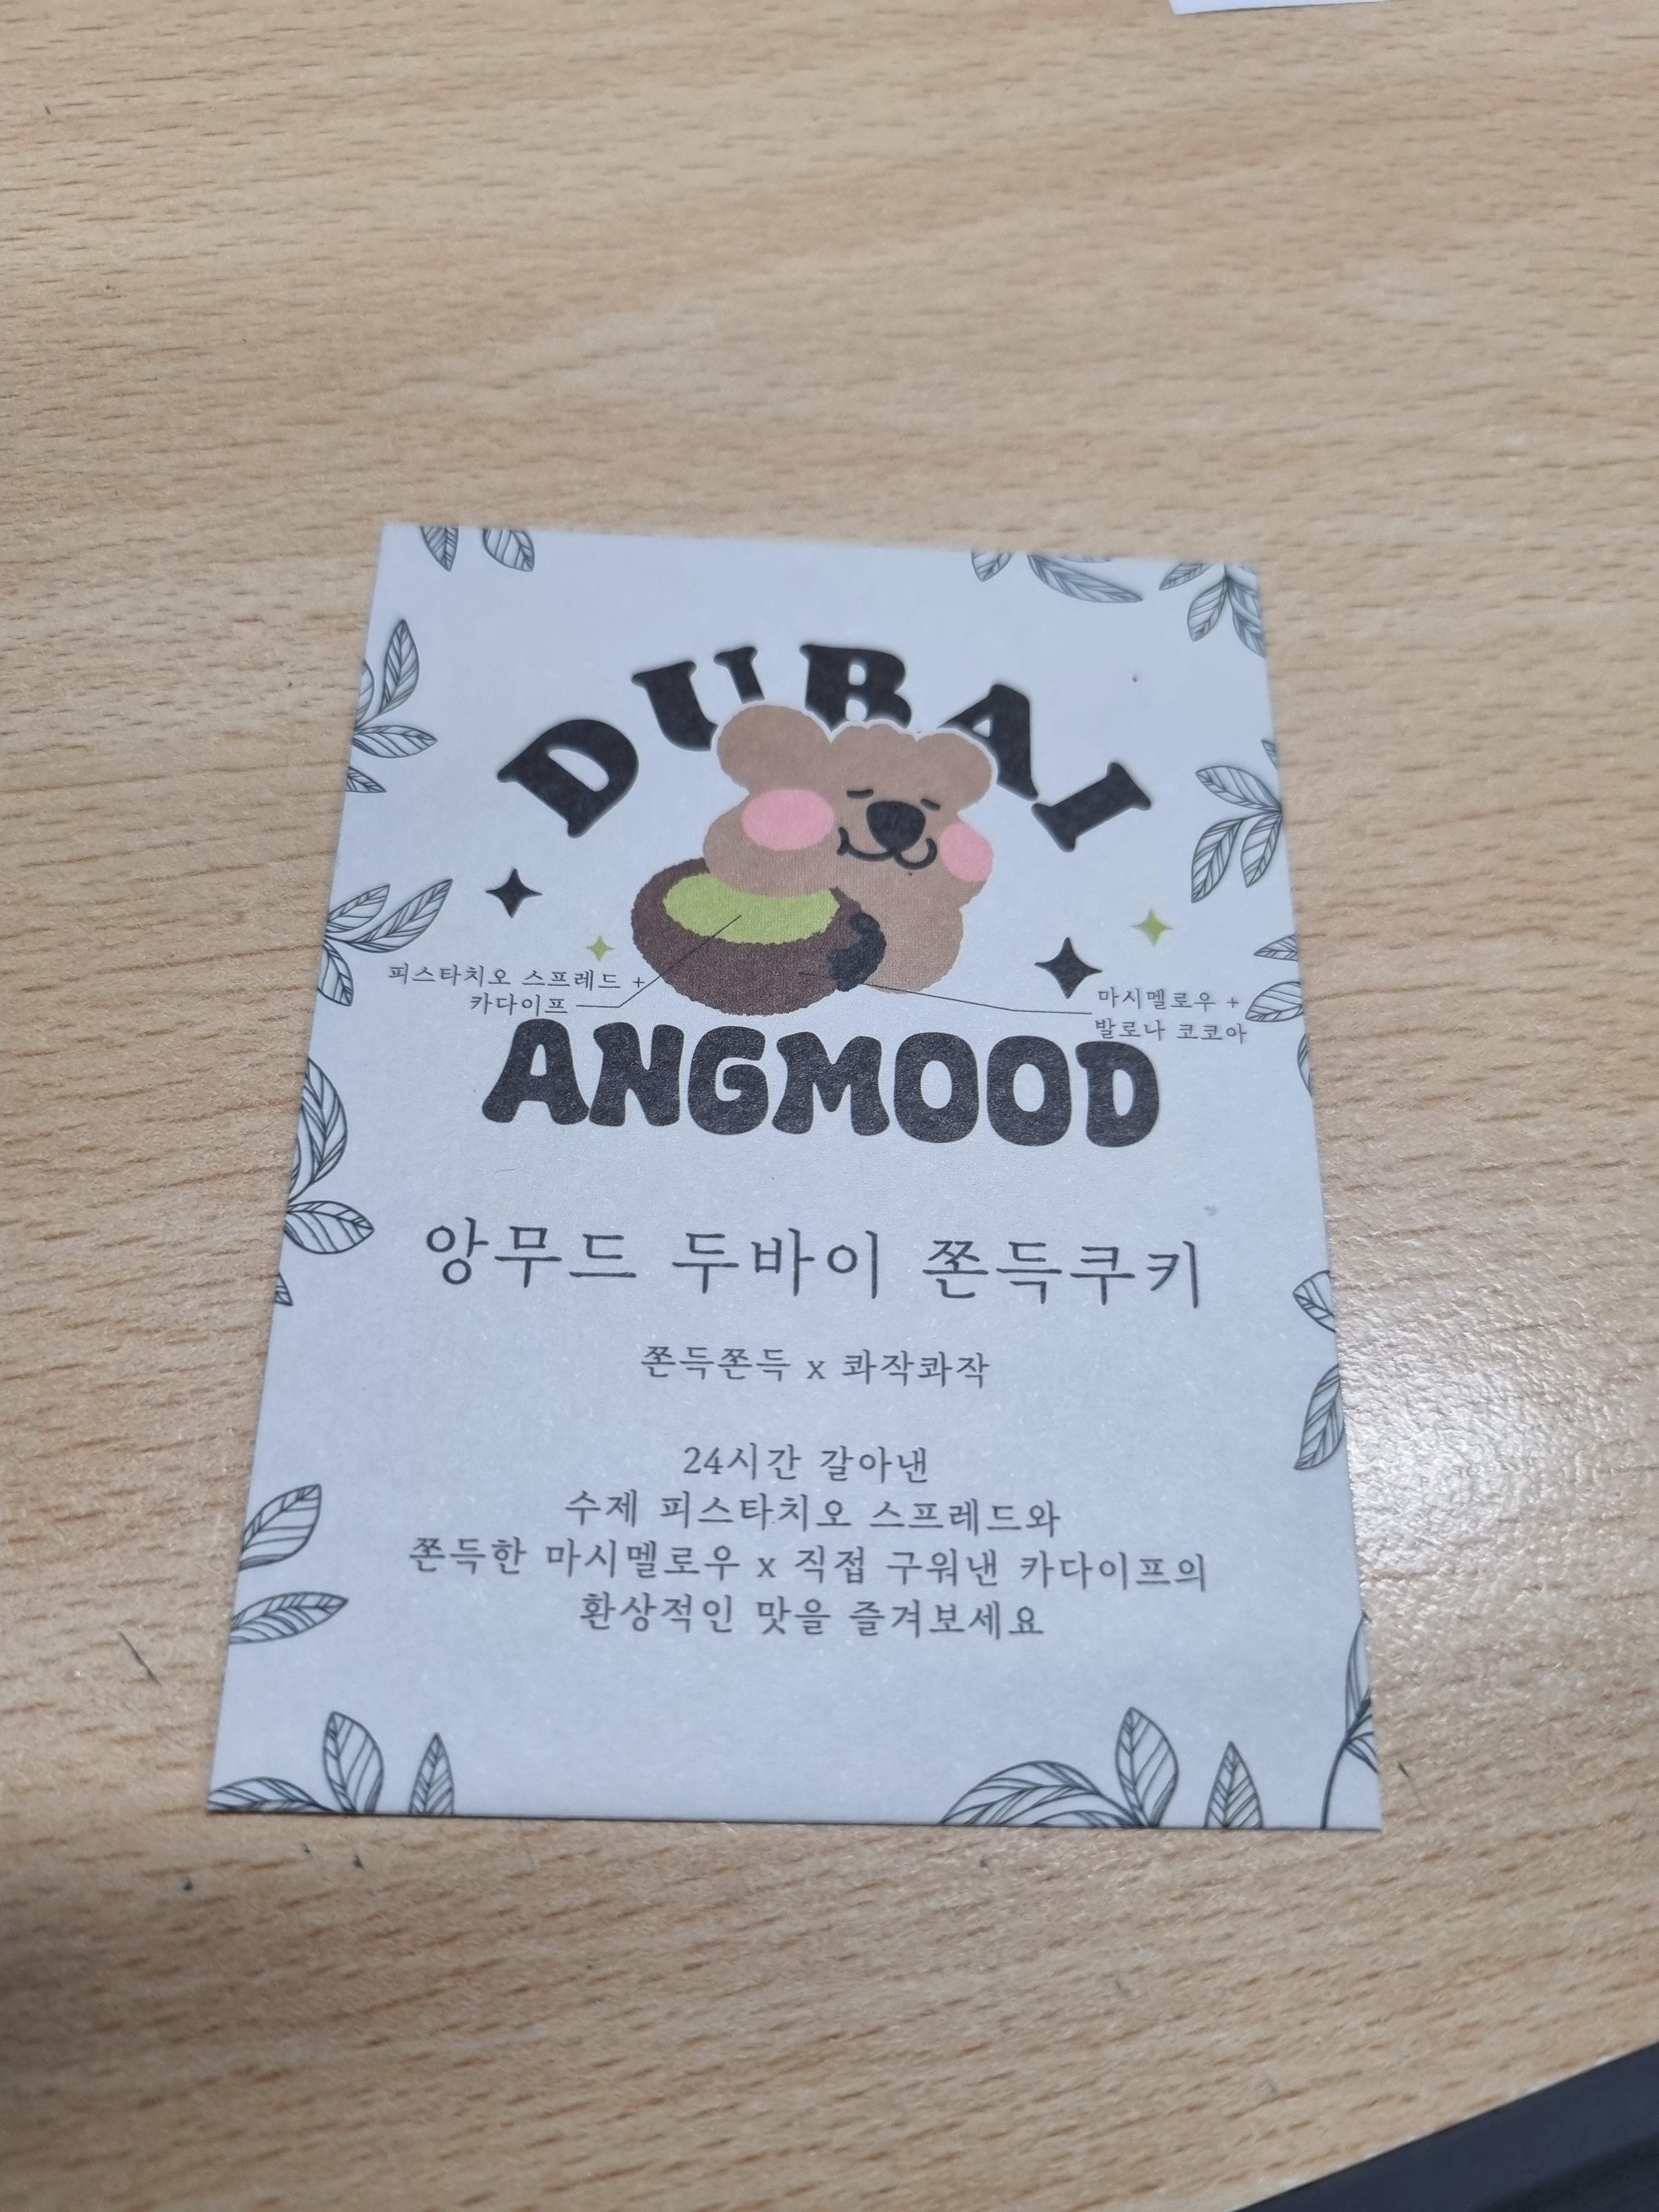 DUBAI
피스타치오 스프레드 +
카다이프
마시멜로우 +
발로나 코코아
ANGMOOD
앙무드 두바이 쫀득쿠키
쫀득쫀득 x 콰작콰작
24시간 갈아낸
수제 피스타치오 스프레드와
쫀득한 마시멜로우 x 직접 구워낸 카다이프의
환상적인 맛을 즐겨보세요